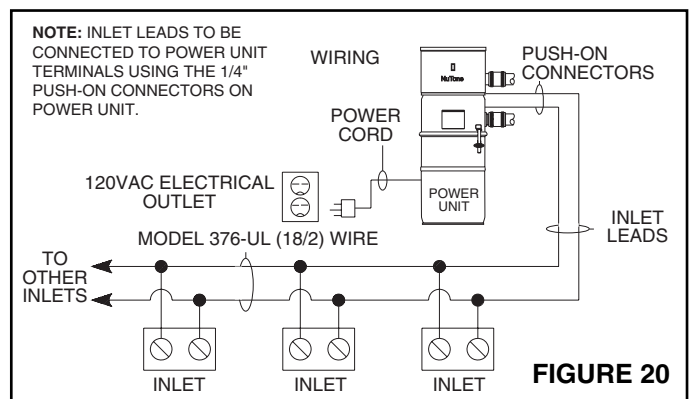 NOTE: INLET LEADS TO BE
CONNECTED TO POWER UNIT
TERMINALS USING THE 1/4"
PUSH-ON CONNECTORS ON
POWER UNIT.
WIRING
NuTone
PUSH-ON
CONNECTORS
POWER
CORD
120VAC ELECTRICAL
OUTLET
POWER
UNIT
INLET
LEADS
MODEL 376-UL (18/2) WIRE
TO
OTHER
INLETS
INLET
INLET
INLET
FIGURE 20